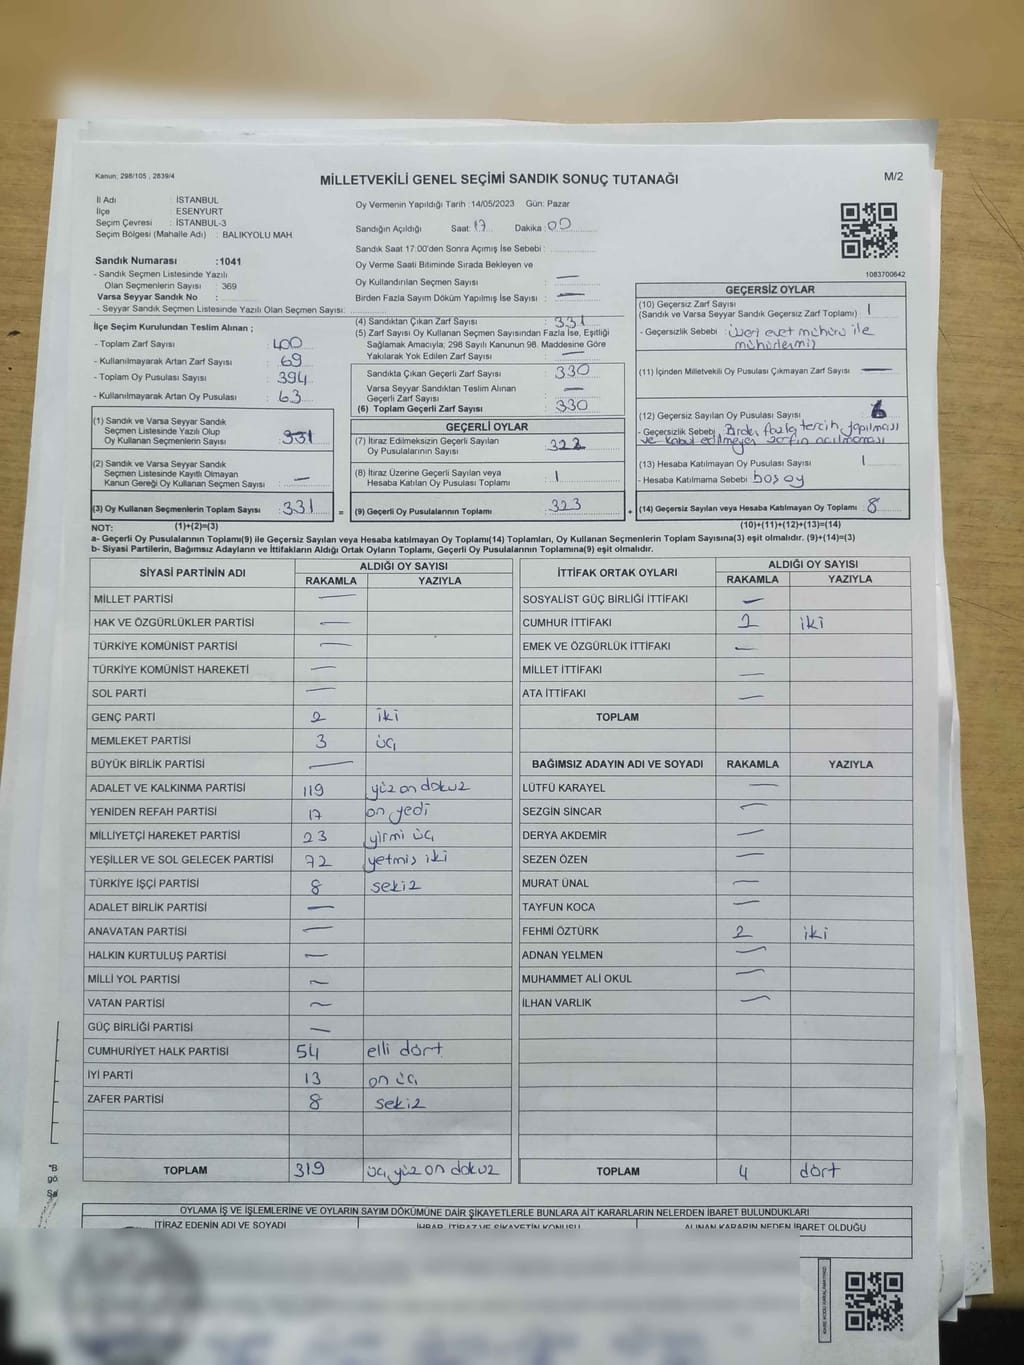 Kanun, 298/105 , 2839/4
MİLLETVEKİLİ GENEL SEÇİMİ SANDIK SONUÇ TUTANAĞI
M/2
İl Adı : İSTANBUL
İlçe : ESENYURT
Seçim Çevresi : İSTANBUL-3
Seçim Bölgesi (Mahalle Adı) : BALIKYOLU MAH.
Oy Vermenin Yapıldığı Tarih :14/05/2023 Gün: Pazar
Sandığın Açıldığı Saat: 17 Dakika: 00
Sandık Saat 17:00'den Sonra Açımış İse Sebebi :
Oy Verme Saati Bitiminde Sırada Bekleyen ve
Oy Kullandırılan Seçmen Sayısı : —
Birden Fazla Sayım Döküm Yapılmış İse Sayısı : —
Sandık Numarası :1041
- Sandık Seçmen Listesinde Yazılı
Olan Seçmenlerin Sayısı : 369
Varsa Seyyar Sandık No :
- Seyyar Sandık Listesinde Yazılı Olan Seçmen Sayısı:
1083700642
İlçe Seçim Kurulundan Teslim Alınan ;
- Toplam Zarf Sayısı : 400
- Kullanılmayarak Artan Zarf Sayısı : 69
- Toplam Oy Pusulası Sayısı : 394
- Kullanılmayarak Artan Oy Pusulası : 63
(1) Sandık ve Varsa Seyyar Sandık
Seçmen Listesinde Yazılı Olup
Oy Kullanan Seçmenlerin Sayısı : 331
(2) Sandık ve Varsa Seyyar Sandık
Seçmen Listesinde Kayıtlı Olmayan
Kanun Gereği Oy Kullanan Seçmen Sayısı : —
(3) Oy Kullanan Seçmenlerin Toplam Sayısı : 331
(4) Sandıktan Çıkan Zarf Sayısı : 331
(5) Zarf Sayısı Oy Kullanan Seçmen Sayısından Fazla İse, Eşitliği
Sağlamak Amacıyla; 298 Sayılı Kanunun 98. Maddesine Göre
Yakılarak Yok Edilen Zarf Sayısı : —
Sandıkta Çıkan Geçerli Zarf Sayısı : 330
Varsa Seyyar Sandıktan Teslim Alınan
Geçerli Zarf Sayısı : —
(6) Toplam Geçerli Zarf Sayısı : 330
GEÇERLİ OYLAR
(7) İtiraz Edilmeksizin Geçerli Sayılan
Oy Pusulalarının Sayısı : 322
(8) İtiraz Üzerine Geçerli Sayılan veya
Hesaba Katılan Oy Pusulası Toplamı : 1
= (9) Geçerli Oy Pusulalarının Toplamı : 323
GEÇERSİZ OYLAR
(10) Geçersiz Zarf Sayısı
(Sandık ve Varsa Seyyar Sandık Geçersiz Zarf Toplamı) : 1
- Geçersizlik Sebebi : üzeri evet mührü ile
mühürlenmiş
(11) İçinden Milletvekili Oy Pusulası Çıkmayan Zarf Sayısı : —
(12) Geçersiz Sayılan Oy Pusulası Sayısı : 6
- Geçersizlik Sebebi : Birden fazla tercih yapılması
ve kabul edilmeyen zarfın açılmaması
(13) Hesaba Katılmayan Oy Pusulası Sayısı : 1
- Hesaba Katılmama Sebebi boş oy
+ (14) Geçersiz Sayılan veya Hesaba Katılmayan Oy Toplamı : 8
NOT: (1)+(2)=(3) (10)+(11)+(12)+(13)=(14)
a- Geçerli Oy Pusulalarının Toplamı(9) ile Geçersiz Sayılan veya Hesaba katılmayan Oy Toplamı(14) Toplamları, Oy Kullanan Seçmenlerin Toplam Sayısına(3) eşit olmalıdır. (9)+(14)=(3)
b- Siyasi Partilerin, Bağımsız Adayların ve İttifakların Aldığı Ortak Oyların Toplamı, Geçerli Oy Pusulalarının Toplamına(9) eşit olmalıdır.
SİYASİ PARTİNİN ADI ALDIĞI OY SAYISI
RAKAMLA YAZIYLA
MİLLET PARTİSİ —
HAK VE ÖZGÜRLÜKLER PARTİSİ —
TÜRKİYE KOMÜNİST PARTİSİ —
TÜRKİYE KOMÜNİST HAREKETİ —
SOL PARTİ —
GENÇ PARTİ 2 iki
MEMLEKET PARTİSİ 3 üç
BÜYÜK BİRLİK PARTİSİ —
ADALET VE KALKINMA PARTİSİ 119 yüz on dokuz
YENİDEN REFAH PARTİSİ 17 on yedi
MİLLİYETÇİ HAREKET PARTİSİ 23 yirmi üç
YEŞİLLER VE SOL GELECEK PARTİSİ 72 yetmiş iki
TÜRKİYE İŞÇİ PARTİSİ 8 sekiz
ADALET BİRLİK PARTİSİ —
ANAVATAN PARTİSİ —
HALKIN KURTULUŞ PARTİSİ —
MİLLİ YOL PARTİSİ —
VATAN PARTİSİ —
GÜÇ BİRLİĞİ PARTİSİ —
CUMHURİYET HALK PARTİSİ 54 elli dört
İYİ PARTİ 13 on üç
ZAFER PARTİSİ 8 sekiz
TOPLAM 319 üç yüz on dokuz
İTTİFAK ORTAK OYLARI ALDIĞI OY SAYISI
RAKAMLA YAZIYLA
SOSYALİST GÜÇ BİRLİĞİ İTTİFAKI —
CUMHUR İTTİFAKI 2 iki
EMEK VE ÖZGÜRLÜK İTTİFAKI —
MİLLET İTTİFAKI —
ATA İTTİFAKI —
TOPLAM
BAĞIMSIZ ADAYIN ADI VE SOYADI RAKAMLA YAZIYLA
LÜTFÜ KARAYEL —
SEZGİN SİNCAR —
DERYA AKDEMİR —
SEZEN ÖZEN —
MURAT ÜNAL —
TAYFUN KOCA —
FEHMİ ÖZTÜRK 2 iki
ADNAN YELMEN —
MUHAMMET ALİ OKUL —
İLHAN VARLIK —
TOPLAM 4 dört
"B
gö
Şa
OYLAMA İŞ VE İŞLEMLERİNE VE OYLARIN SAYIM DÖKÜMÜNE DAİR ŞİKAYETLERLE BUNLARA AİT KARARLARIN NELERDEN İBARET BULUNDUKLARI
İTİRAZ EDENİN ADI VE SOYADI İHBAR, İTİRAZ VE ŞİKAYETİN KONUSU ALINAN KARARIN NEDEN İBARET OLDUĞU